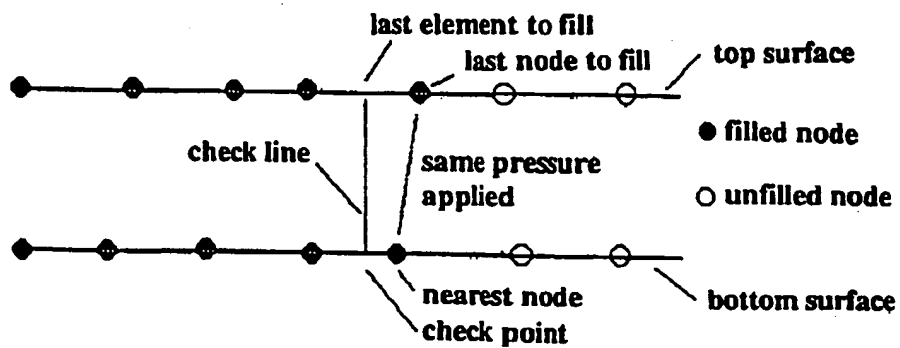 last element to fill
last node to fill
top surface
filled node
check line
same pressure
applied
unfilled node
nearest node
check point
bottom surface